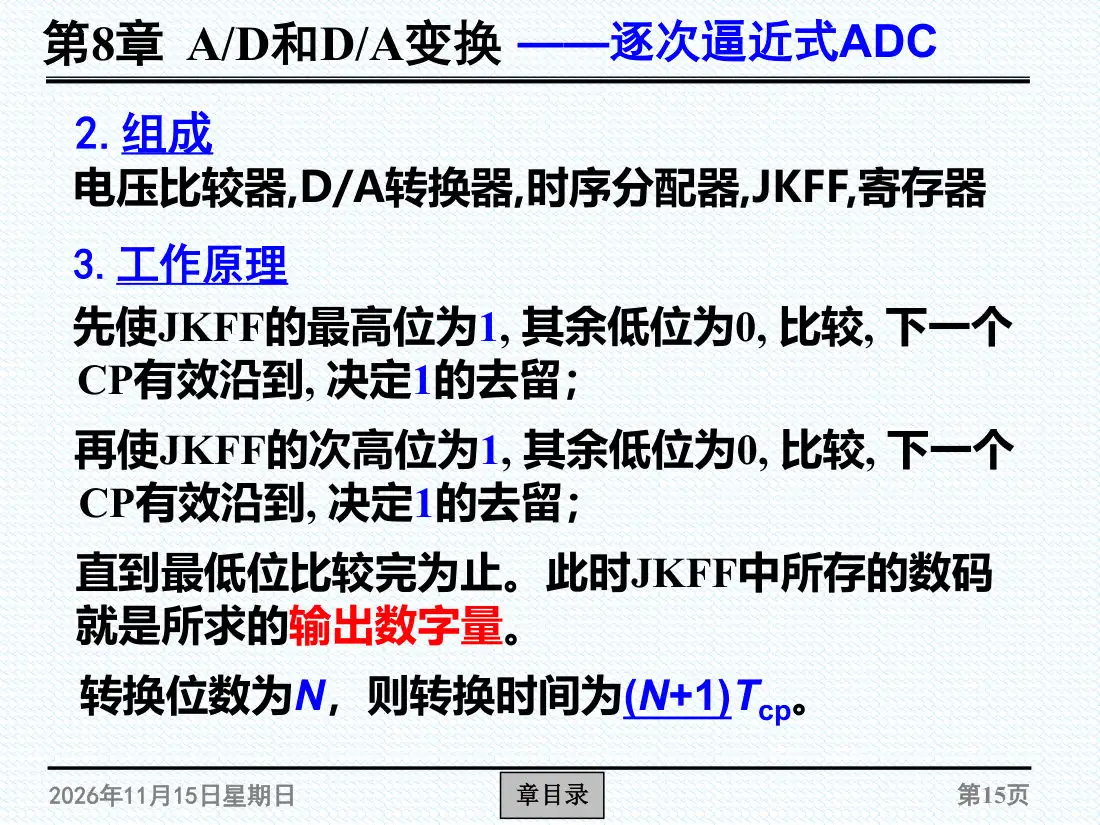 第8章 A/D和D/A变换 ——逐次逼近式ADC
2. 组成
电压比较器,D/A转换器,时序分配器,JKFF,寄存器
3. 工作原理
先使JKFF的最高位为1, 其余低位为0, 比较, 下一个
CP有效沿到, 决定1的去留；
再使JKFF的次高位为1, 其余低位为0, 比较, 下一个
CP有效沿到, 决定1的去留；
直到最低位比较完为止。此时JKFF中所存的数码
就是所求的输出数字量。
转换位数为N，则转换时间为(N+1)Tcp。
2026年11月15日星期日
章目录
第15页